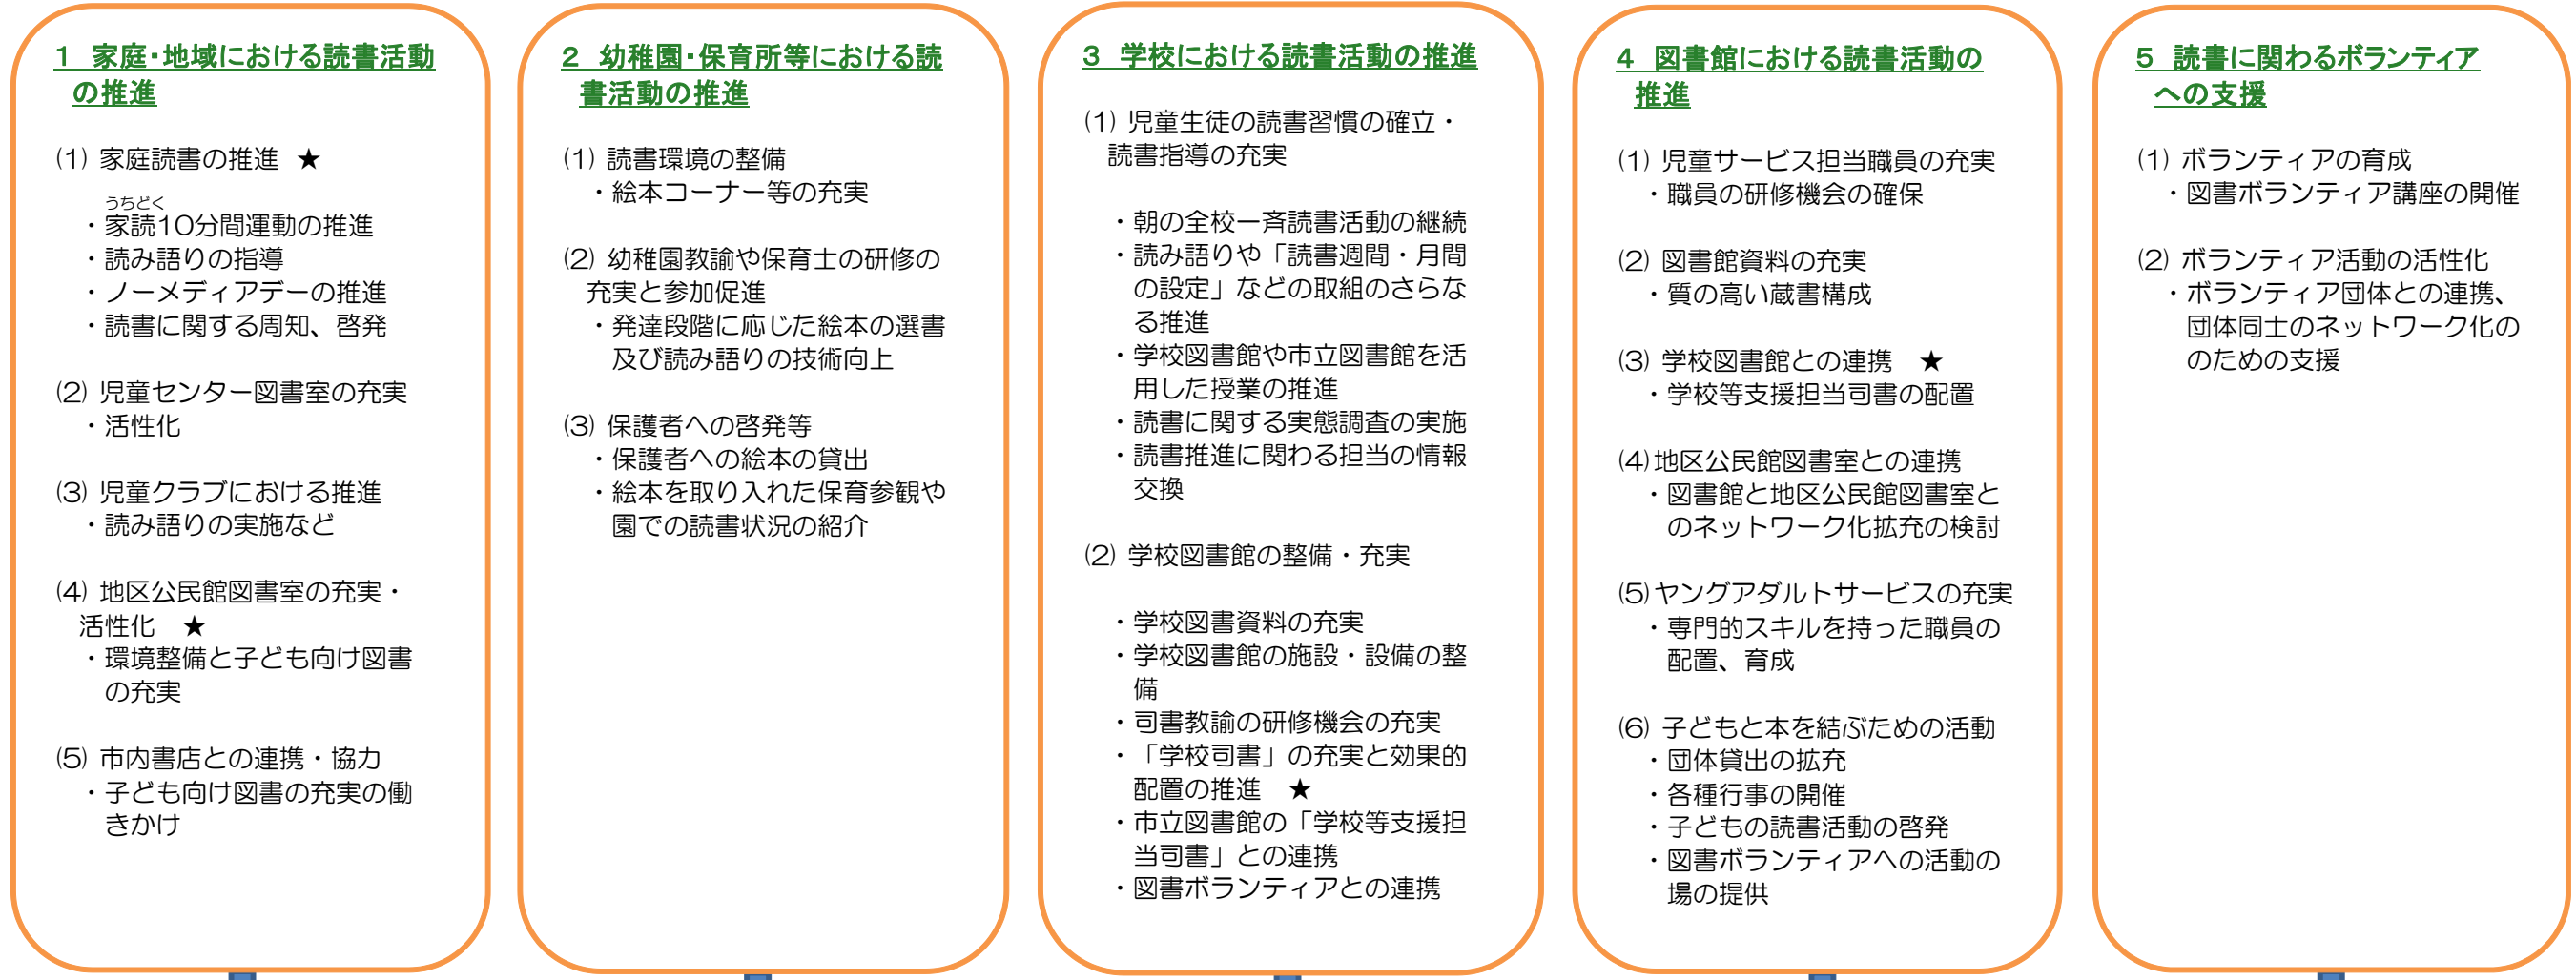 1 家庭・地域における読書活動
の推進
(1) 家庭読書の推進 ★
うちどく
・家読10分間運動の推進
・読み語りの指導
・ノーメディアデーの推進
・読書に関する周知、啓発
(2) 児童センター図書室の充実
・活性化
(3) 児童クラブにおける推進
・読み語りの実施など
(4) 地区公民館図書室の充実・
活性化 ★
・環境整備と子ども向け図書
の充実
(5) 市内書店との連携・協力
・子ども向け図書の充実の働
きかけ
2 幼稚園・保育所等における読
書活動の推進
(1) 読書環境の整備
・絵本コーナー等の充実
(2) 幼稚園教諭や保育士の研修の
充実と参加促進
・発達段階に応じた絵本の選書
及び読み語りの技術向上
(3) 保護者への啓発等
・保護者への絵本の貸出
・絵本を取り入れた保育参観や
園での読書状況の紹介
3 学校における読書活動の推進
(1) 児童生徒の読書習慣の確立・
読書指導の充実
・朝の全校一斉読書活動の継続
・読み語りや「読書週間・月間
の設定」などの取組のさらな
る推進
・学校図書館や市立図書館を活
用した授業の推進
・読書に関する実態調査の実施
・読書推進に関わる担当の情報
交換
(2) 学校図書館の整備・充実
・学校図書資料の充実
・学校図書館の施設・設備の整
備
・司書教諭の研修機会の充実
・「学校司書」の充実と効果的
配置の推進 ★
・市立図書館の「学校等支援担
当司書」との連携
・図書ボランティアとの連携
4 図書館における読書活動の
推進
(1) 児童サービス担当職員の充実
・職員の研修機会の確保
(2) 図書館資料の充実
・質の高い蔵書構成
(3) 学校図書館との連携 ★
・学校等支援担当司書の配置
(4)地区公民館図書室との連携
・図書館と地区公民館図書室と
のネットワーク化拡充の検討
(5)ヤングアダルトサービスの充実
・専門的スキルを持った職員の
配置、育成
(6) 子どもと本を結ぶための活動
・団体貸出の拡充
・各種行事の開催
・子どもの読書活動の啓発
・図書ボランティアへの活動の
場の提供
5 読書に関わるボランティア
への支援
(1) ボランティアの育成
・図書ボランティア講座の開催
(2) ボランティア活動の活性化
・ボランティア団体との連携、
団体同士のネットワーク化の
のための支援